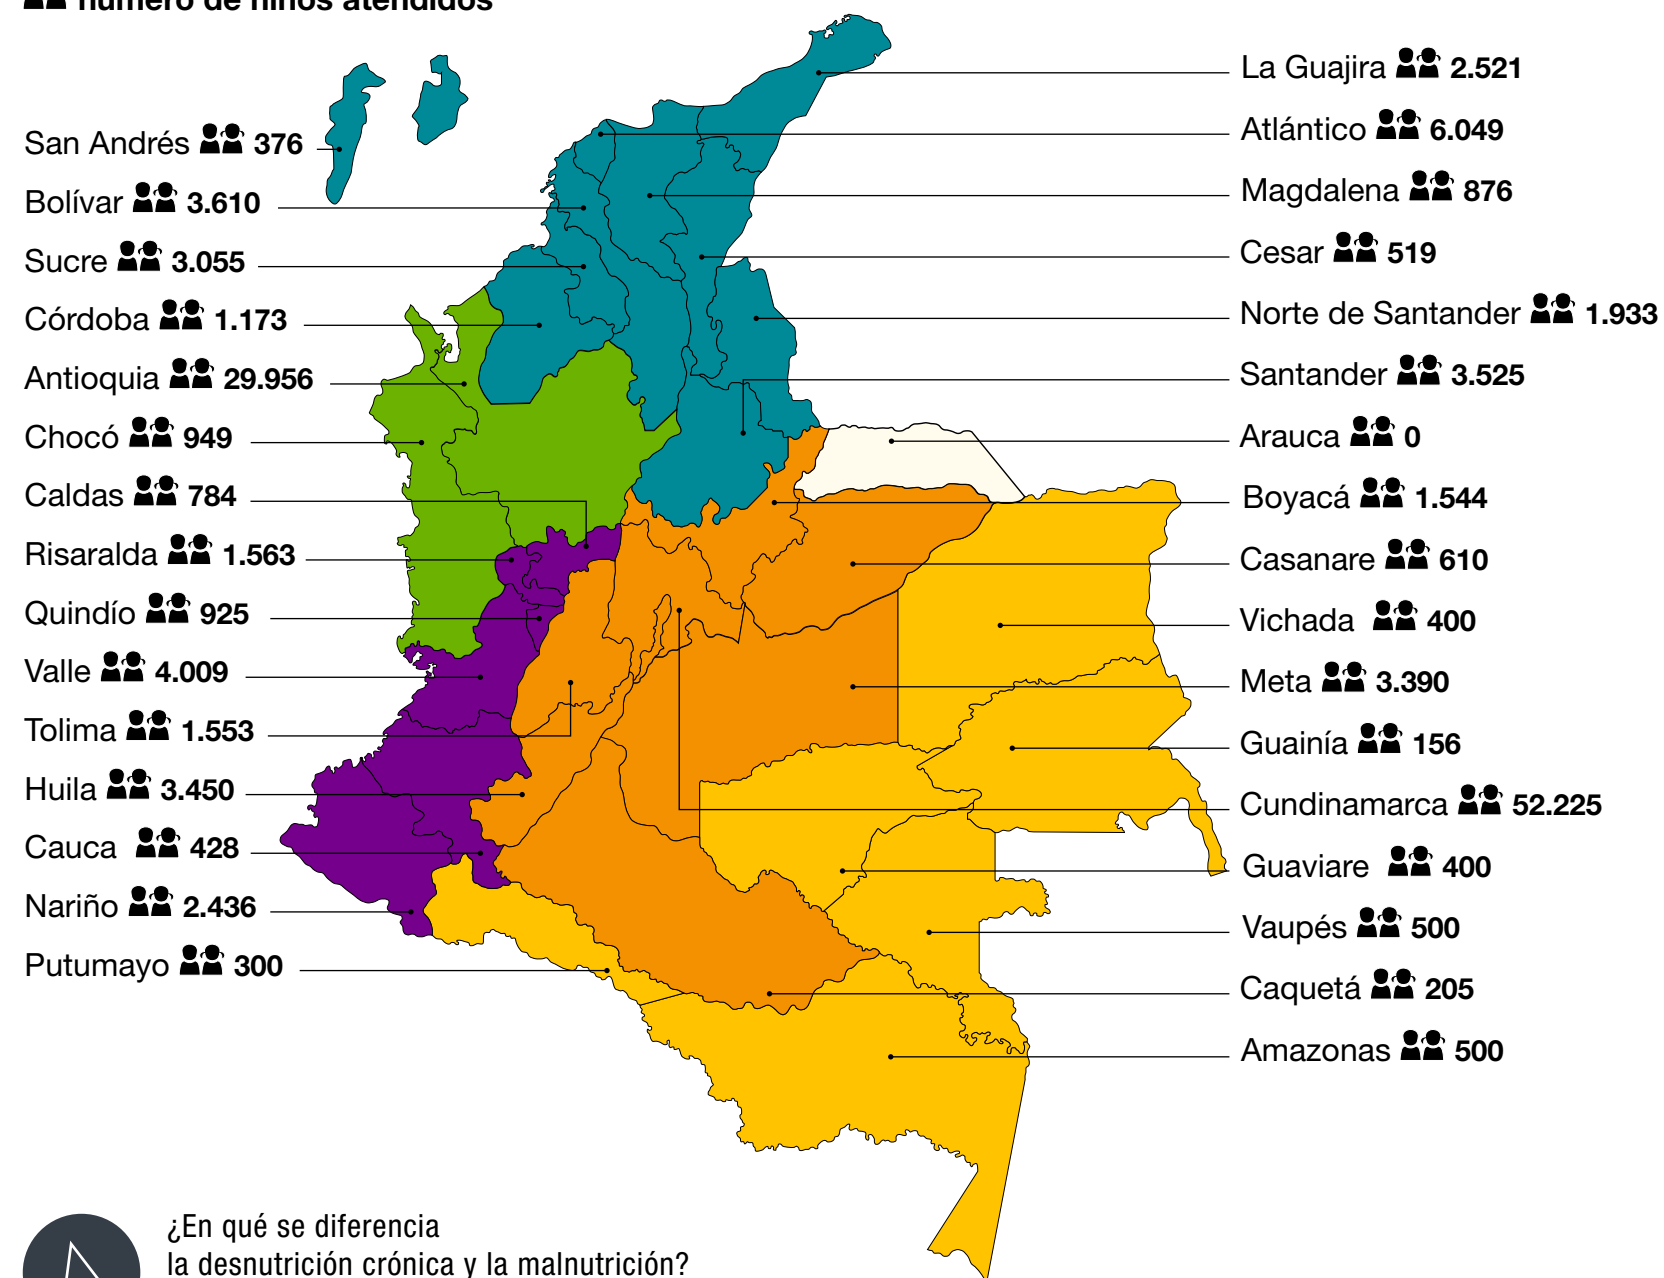 número de niños atendidos
San Andrés 376
Bolívar 3.610
Sucre 3.055
Córdoba 1.173
Antioquia 29.956
Chocó 949
Caldas 784
Risaralda 1.563
Quindío 925
Valle 4.009
Tolima 1.553
Huila 3.450
Cauca 428
Nariño 2.436
Putumayo 300
La Guajira 2.521
Atlántico 6.049
Magdalena 876
Cesar 519
Norte de Santander 1.933
Santander 3.525
Arauca 0
Boyacá 1.544
Casanare 610
Vichada 400
Meta 3.390
Guainía 156
Cundinamarca 52.225
Guaviare 400
Vaupés 500
Caquetá 205
Amazonas 500
¿En qué se diferencia
la desnutrición crónica y la malnutrición?